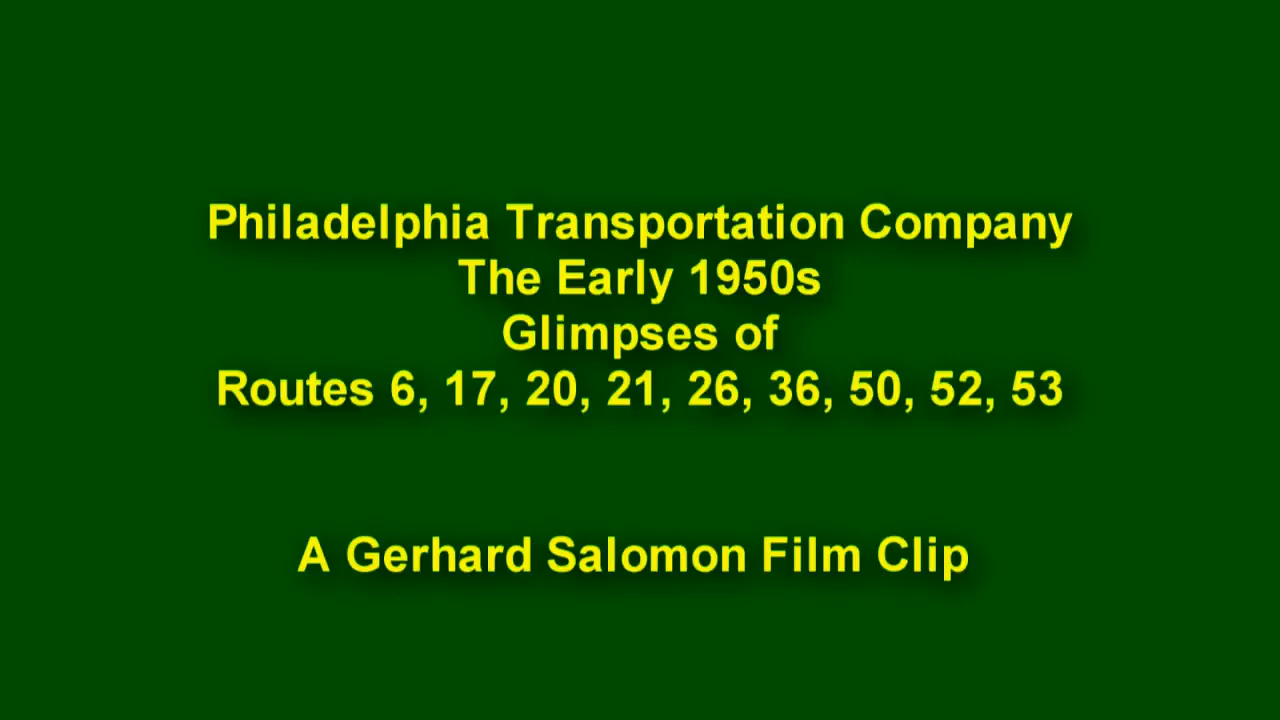 Philadelphia Transportation Company
The Early 1950s
Glimpses of
Routes 6, 17, 20, 21, 26, 36, 50, 52, 53
A Gerhard Salomon Film Clip